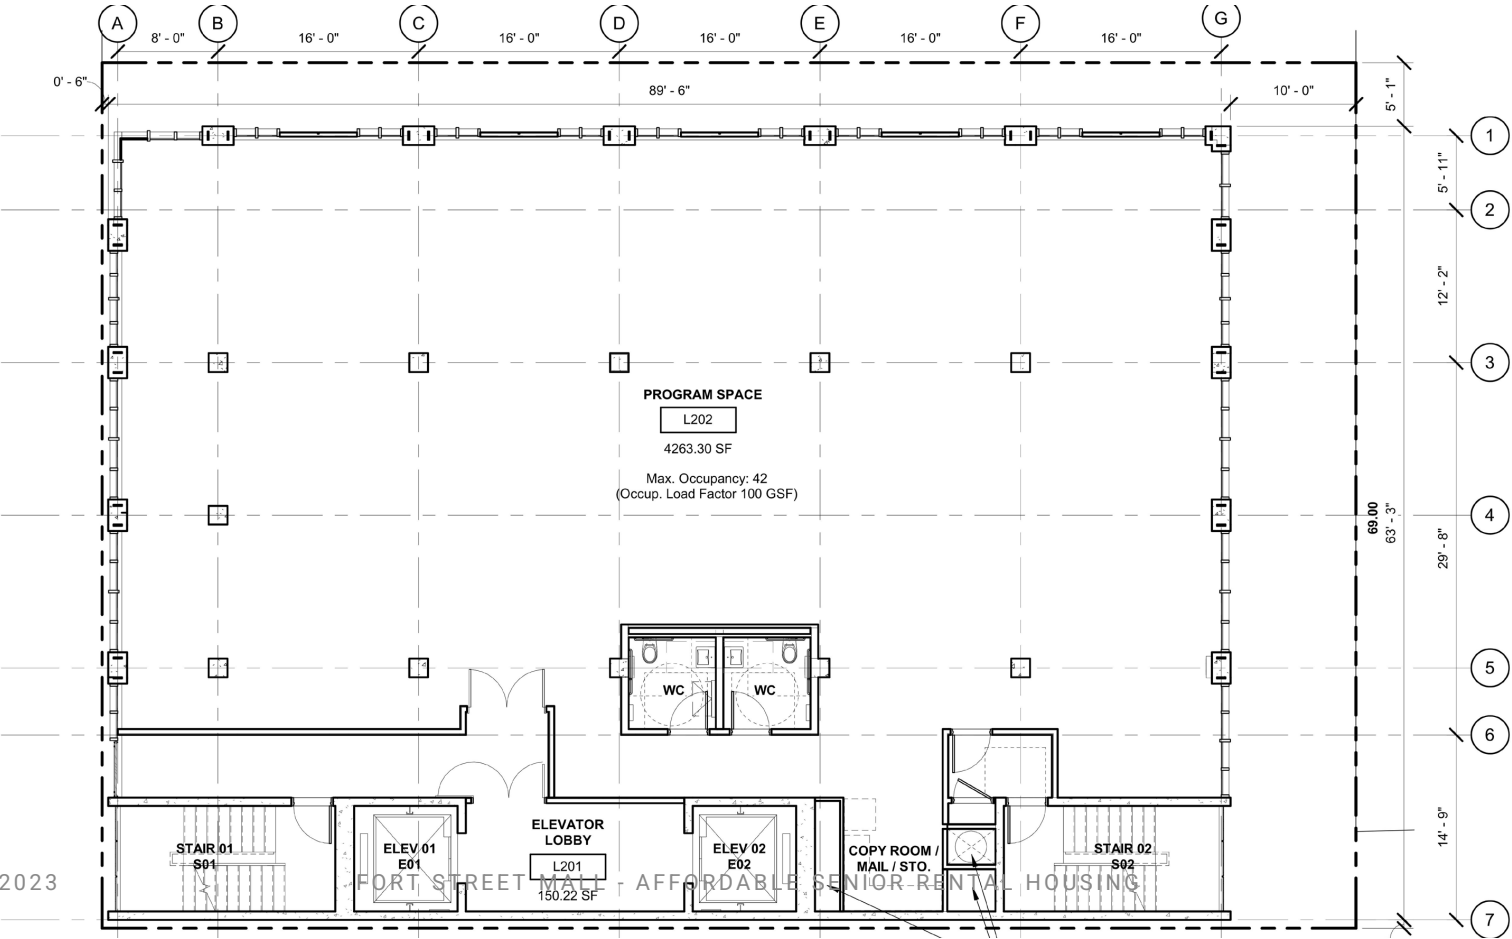 A B C D E F G
8' - 0" 16' - 0" 16' - 0" 16' - 0" 16' - 0" 16' - 0"
0' - 6" 89' - 6" 10' - 0" 5' - 1"
1
5' - 11"
2
12' - 2"
3
PROGRAM SPACE
L202
4263.30 SF
Max. Occupancy: 42
(Occup. Load Factor 100 GSF)
69.00
63' - 3"
4
29' - 8"
5
WC WC
6
14' - 9"
ELEVATOR
LOBBY
L201
150.22 SF
STAIR 01
S01
ELEV 01
E01
ELEV 02
E02
COPY ROOM /
MAIL / STO.
STAIR 02
S02
2023 FORT STREET MALL - AFFORDABLE SENIOR RENTAL HOUSING
7